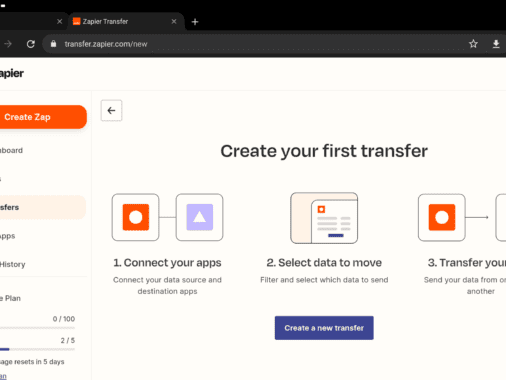 Zapier Transfer
transfer.zapier.com/new
apier
Create Zap
board
Create your first transfer
sfers
Apps
History
1. Connect your apps
Connect your data source and
destination apps
2. Select data to move
Filter and select which data to send
3. Transfer your
Send your data from or
another
e Plan
0 / 100
2 / 5
age resets in 5 days
an
Create a new transfer